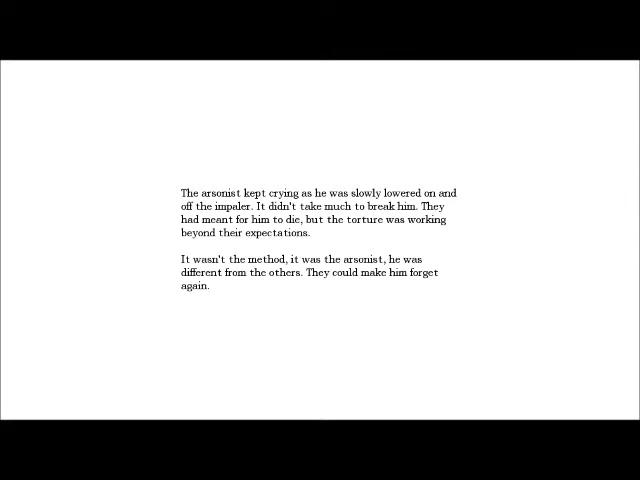 The arsonist kept crying as he was slowly lowered on and
off the impaler. It didn't take much to break him. They
had meant for him to die, but the torture was working
beyond their expectations.
It wasn't the method, it was the arsonist, he was
different from the others. They could make him forget
again.